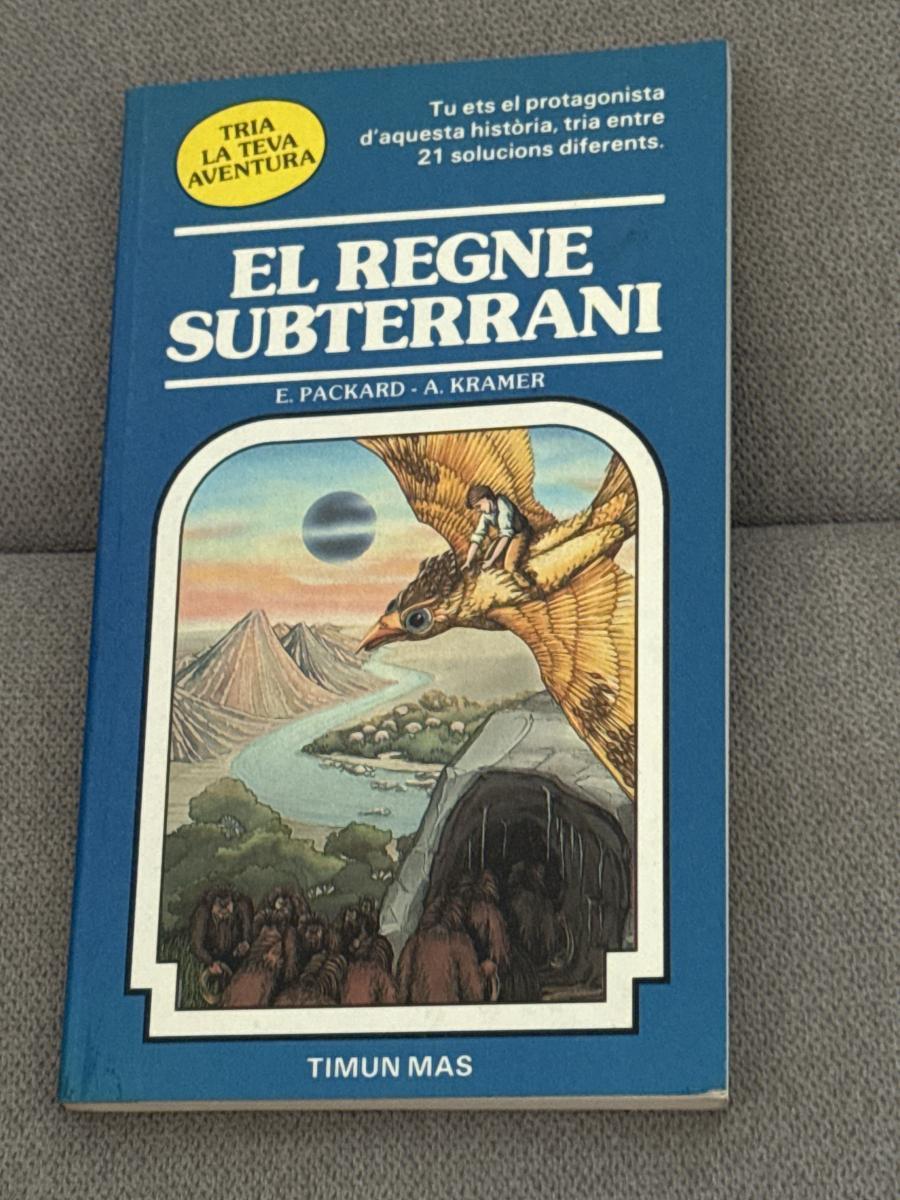 TRIA
LA TEVA
AVENTURA
Tu ets el protagonista
d'aquesta història, tria entre
21 solucions diferents.
EL REGNE
SUBTERRANI
E. PACKARD - A. KRAMER
TIMUN MAS